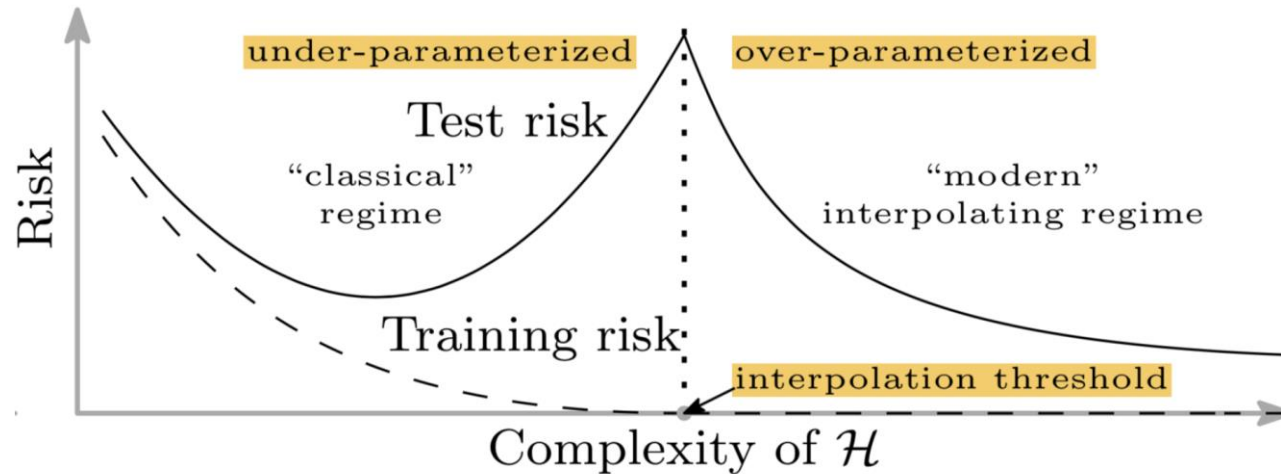 under-parameterized
over-parameterized
Test risk
“classical”
regime
“modern”
interpolating regime
Risk
Training risk
interpolation threshold
Complexity of ℋ